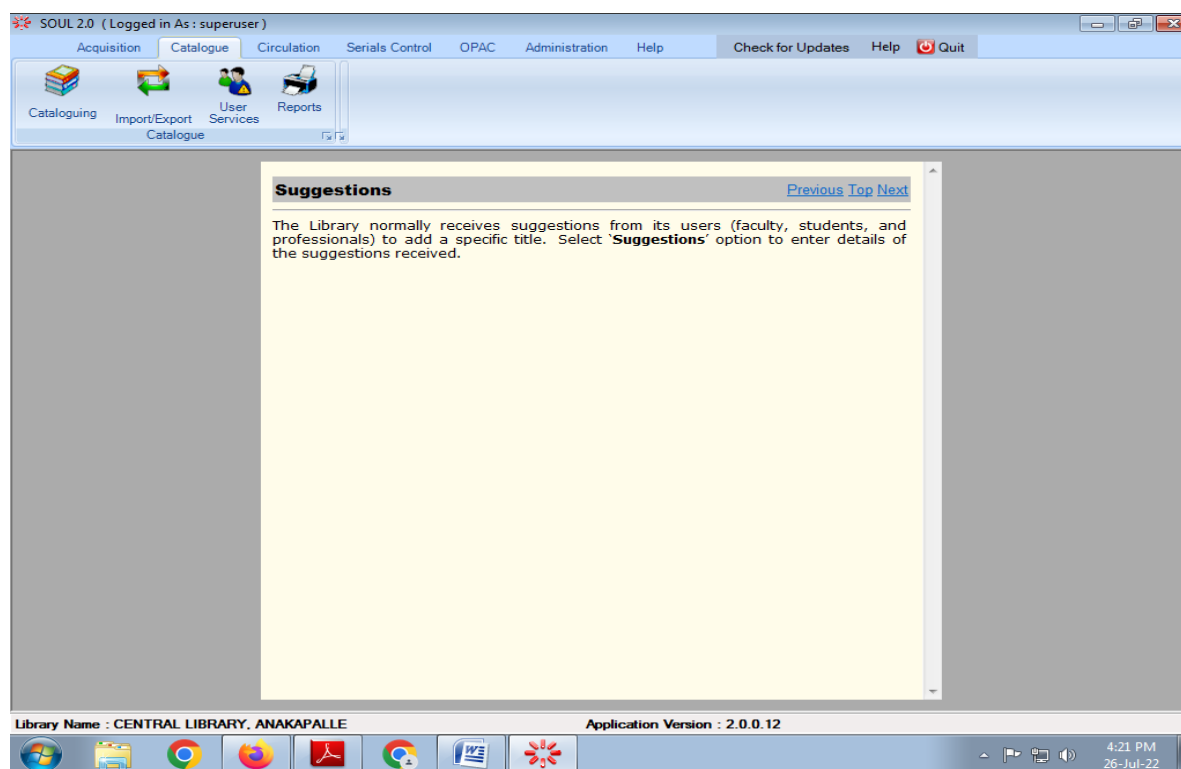 SOUL 2.0 ( Logged in As : superuser )
Acquisition Catalogue Circulation Serials Control OPAC Administration Help Check for Updates Help Quit
Cataloguing Import/Export User Services Reports
Catalogue
Suggestions Previous Top Next
The Library normally receives suggestions from its users (faculty, students, and
professionals) to add a specific title. Select `Suggestions´ option to enter details of
the suggestions received.
Library Name : CENTRAL LIBRARY, ANAKAPALLE Application Version : 2.0.0.12
4:21 PM
26-Jul-22